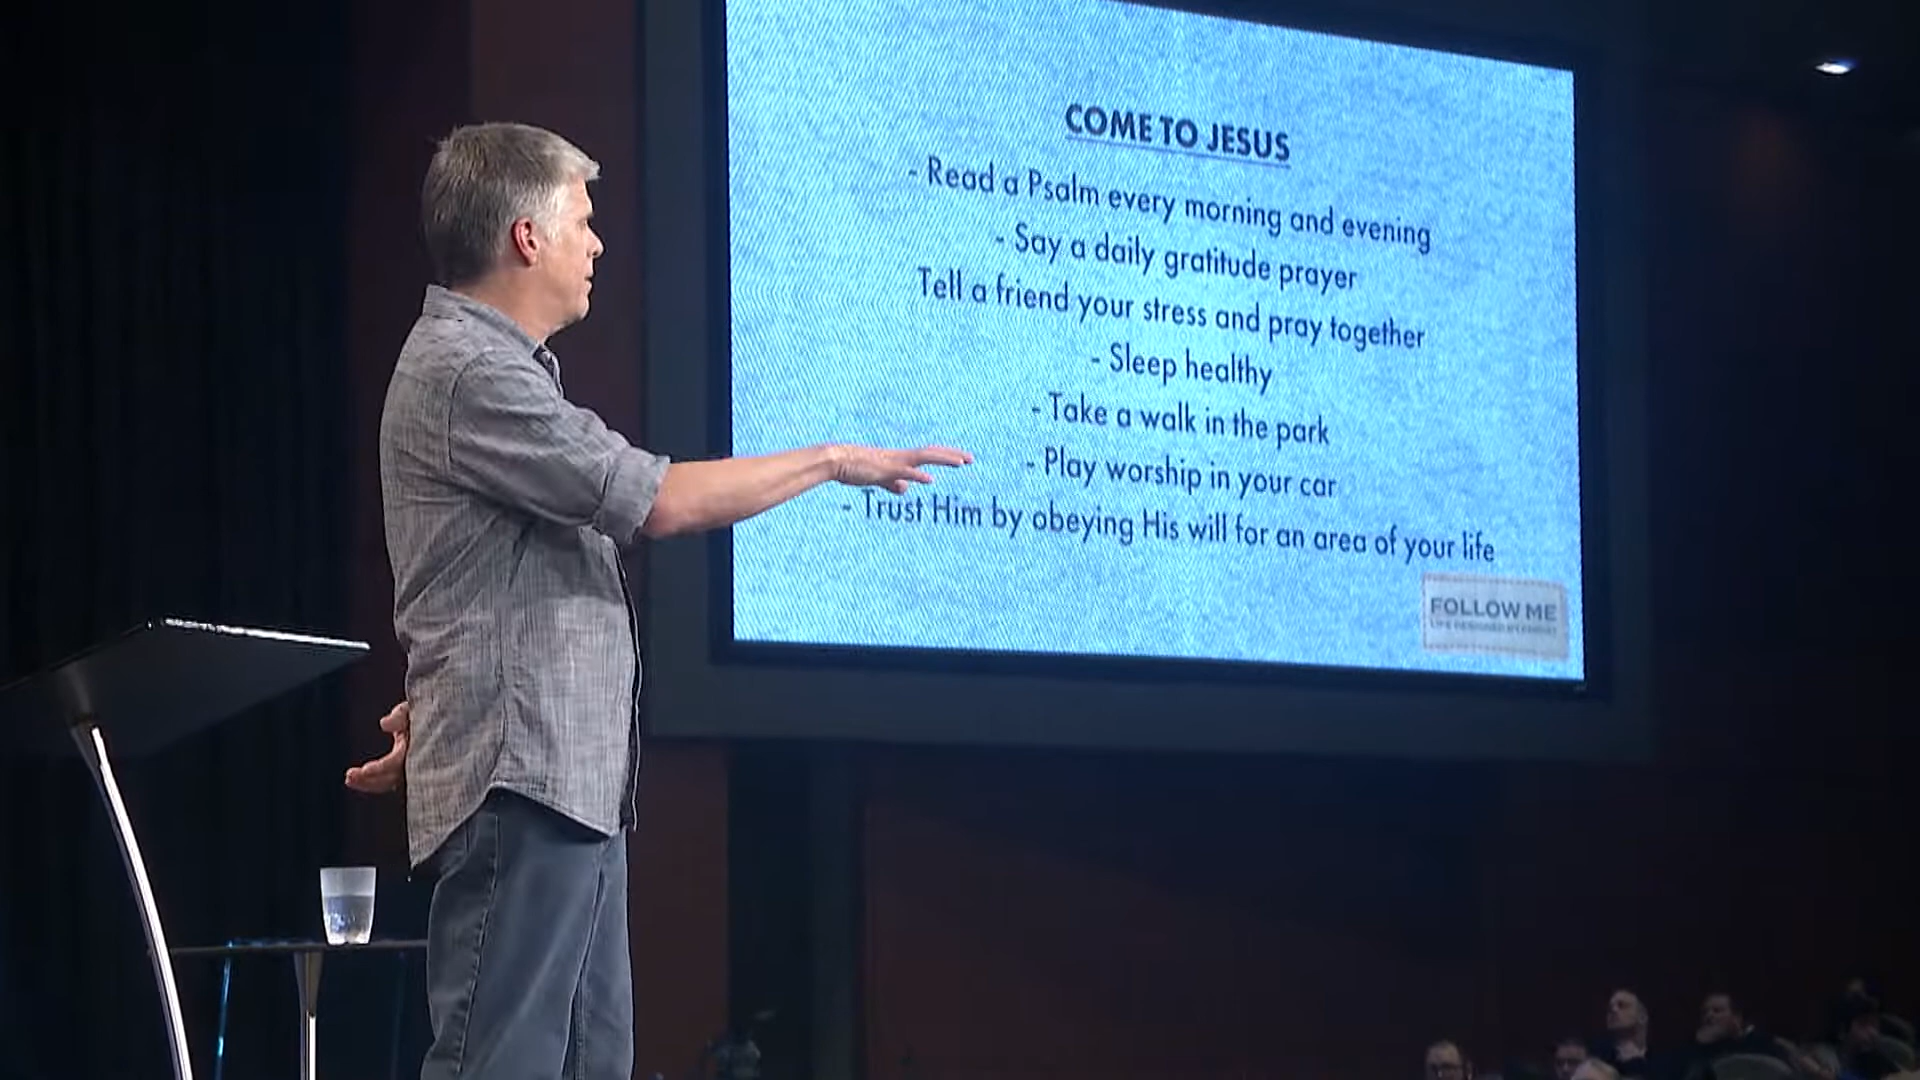 COME TO JESUS
- Read a Psalm every morning and evening
- Say a daily gratitude prayer
Tell a friend your stress and pray together
- Sleep healthy
- Take a walk in the park
- Play worship in your car
- Trust Him by obeying His will for an area of your life
FOLLOW ME